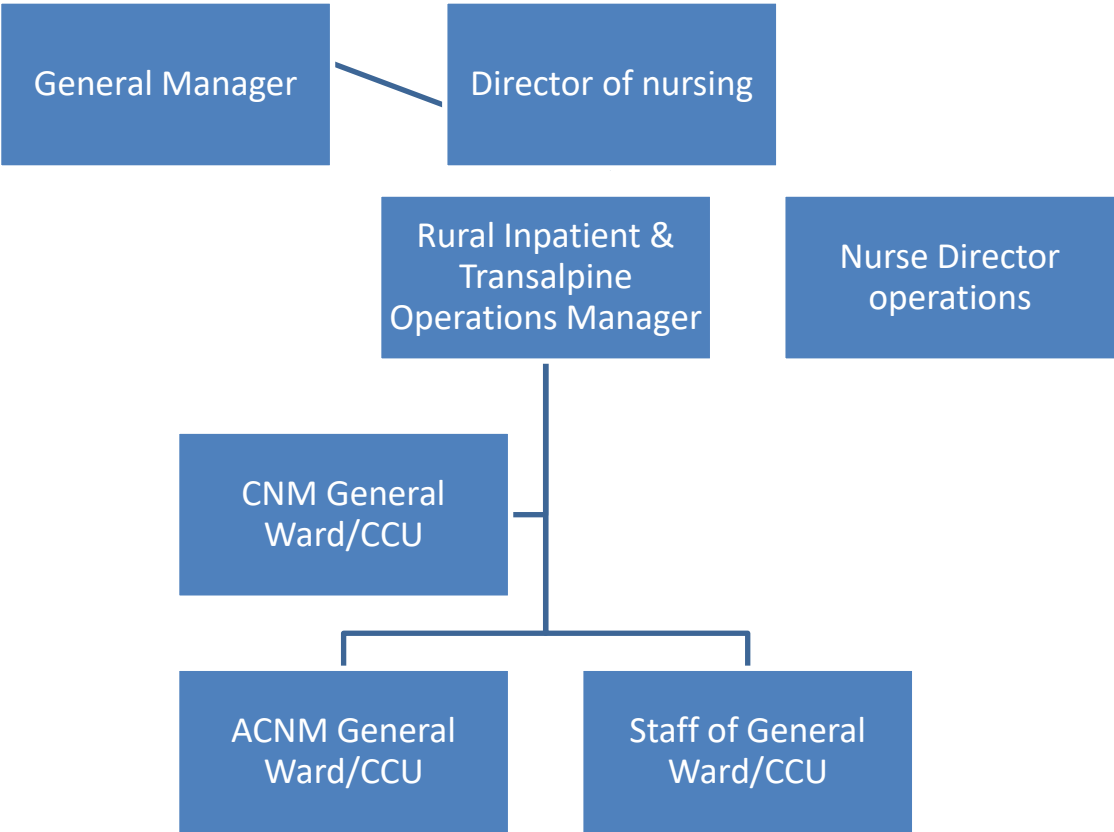 General Manager
Director of nursing
Rural Inpatient &
Transalpine
Operations Manager
Nurse Director
operations
CNM General
Ward/CCU
ACNM General
Ward/CCU
Staff of General
Ward/CCU